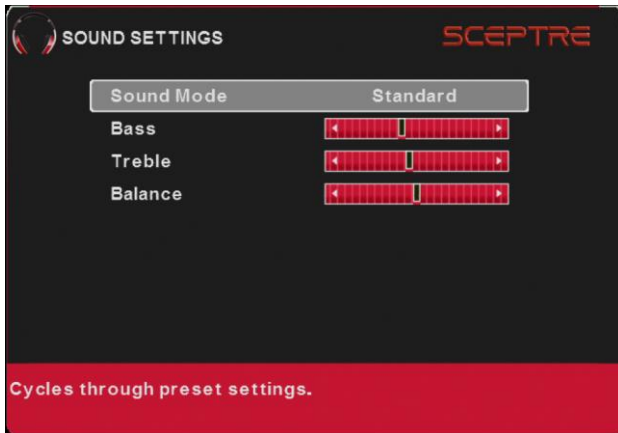 SOUND SETTINGS
SCEPTRE
Sound Mode Standard
Bass
Treble
Balance
Cycles through preset settings.